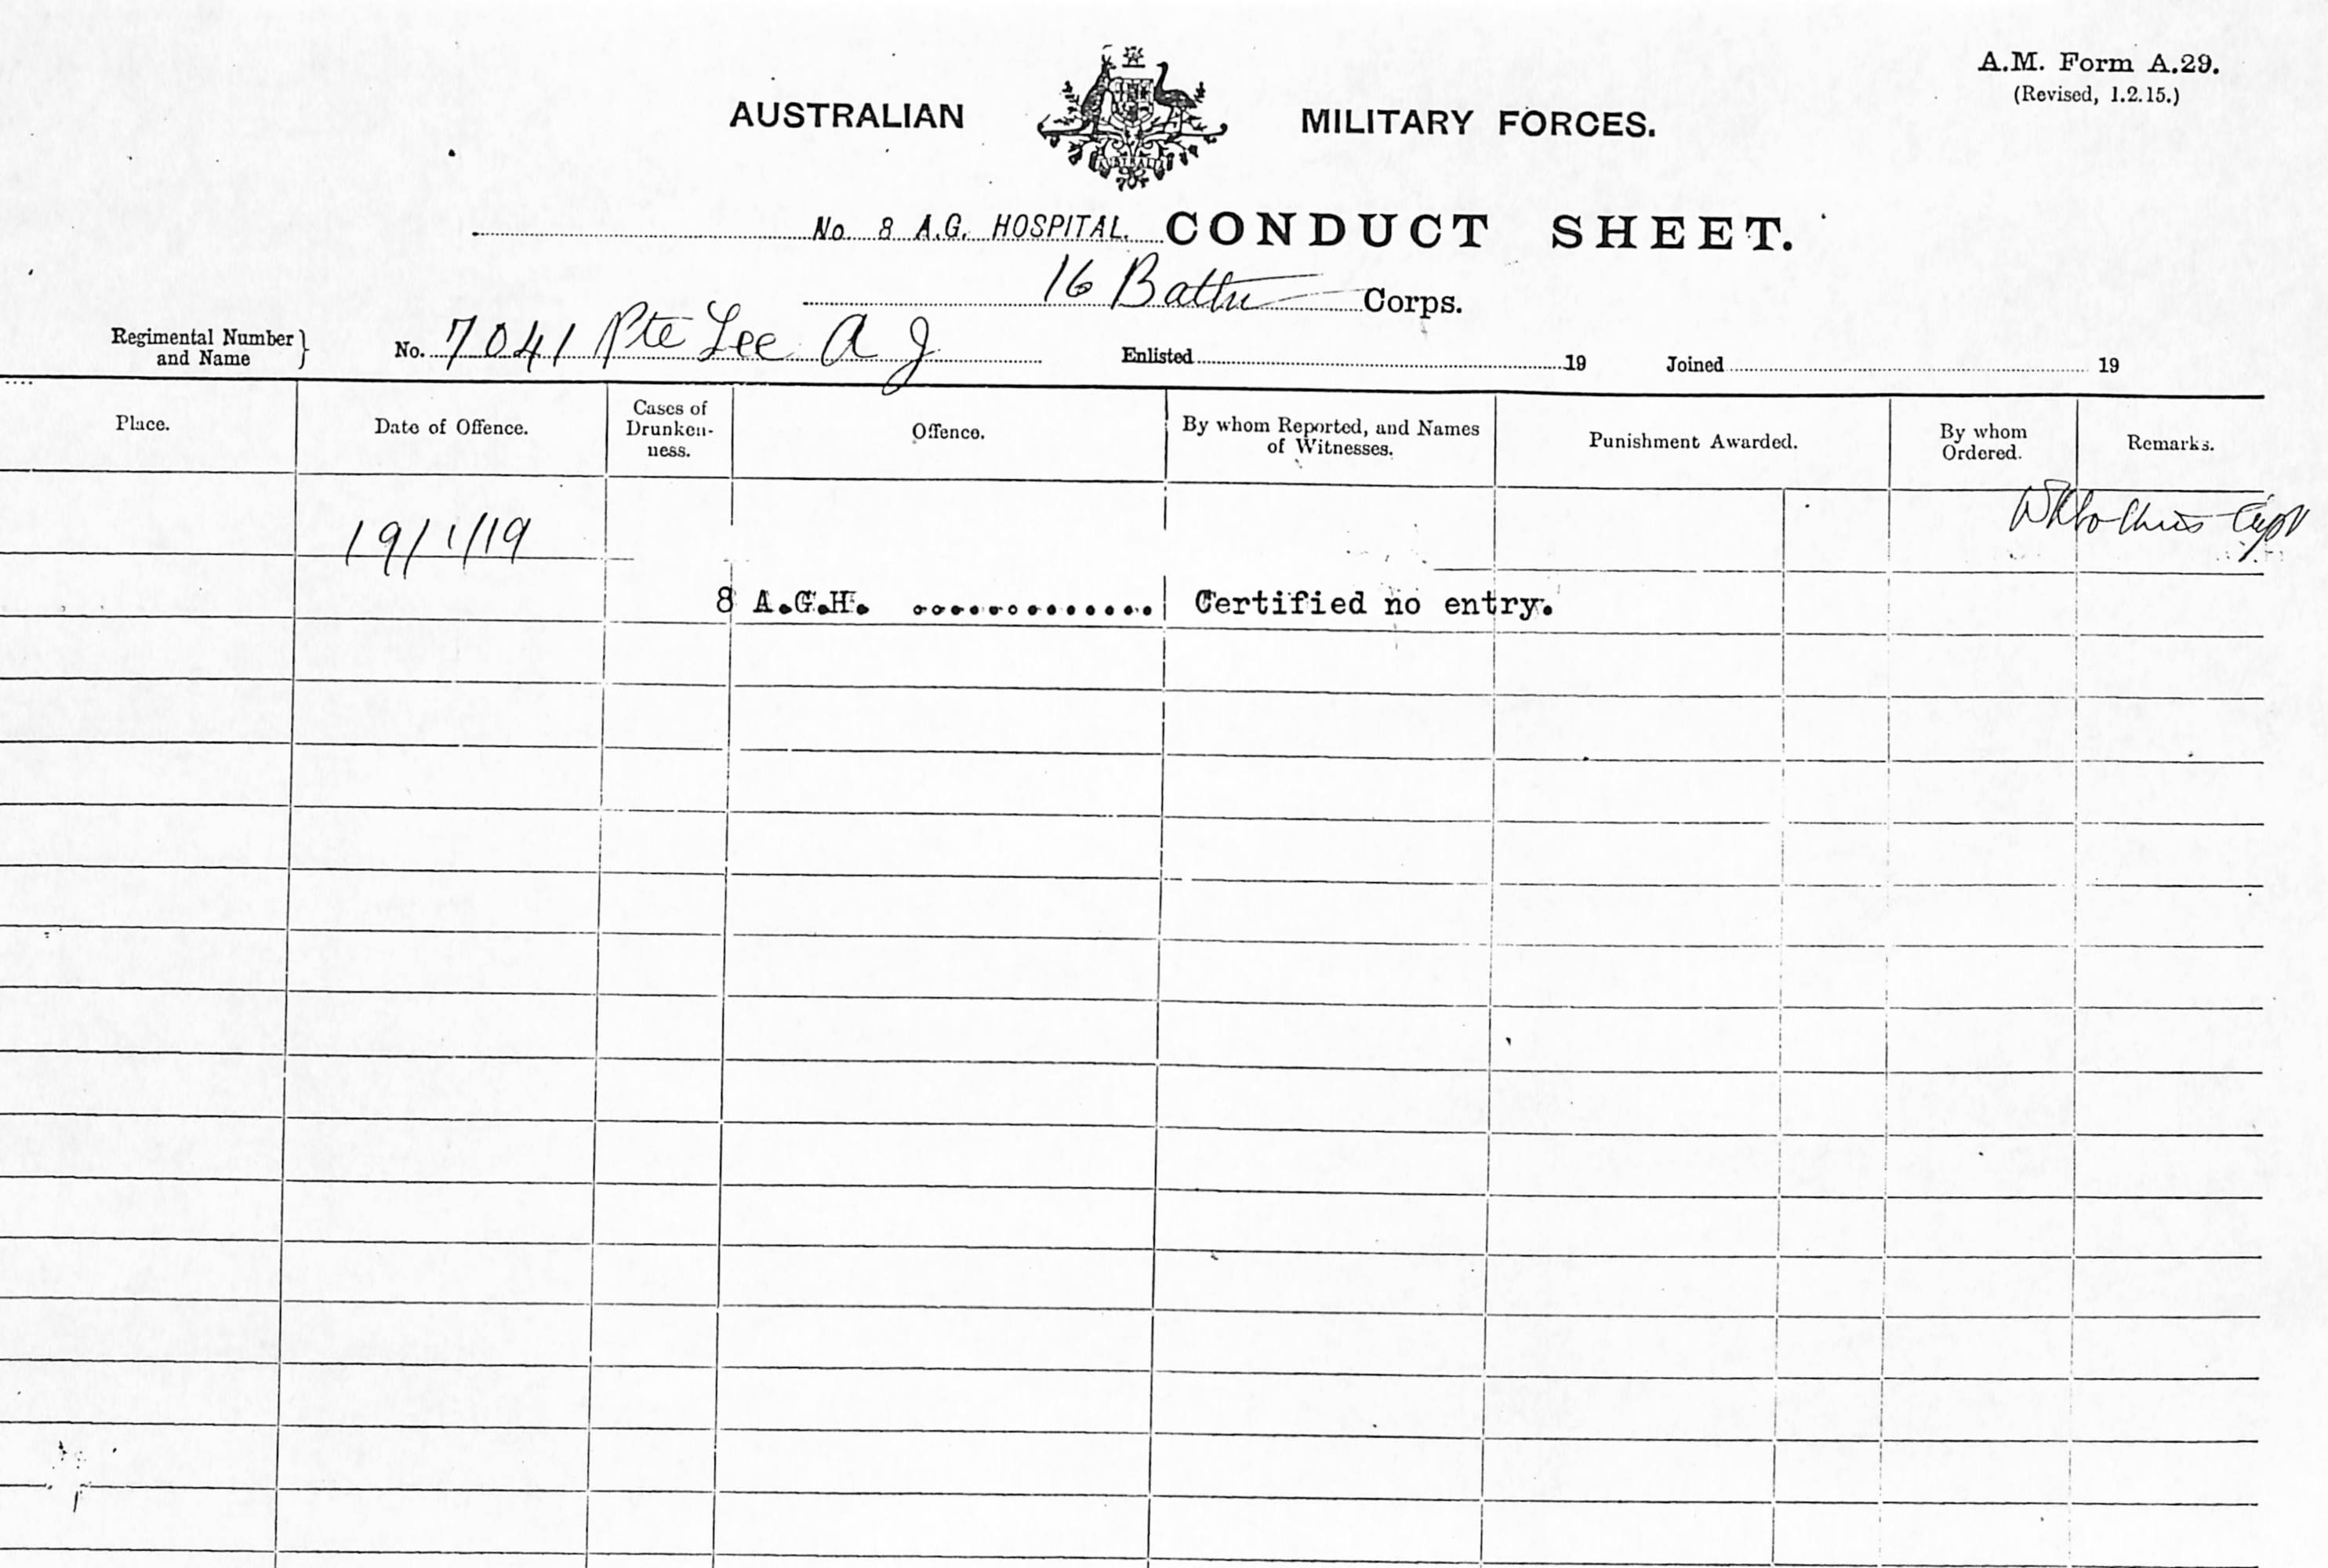 A.M. Form A.29.
(Revised, 1.2.15.)
AUSTRALIAN MILITARY FORCES.
AUSTRALIA
No. 8 A.G. HOSPITAL. CONDUCT SHEET.
16 Battn Corps.
Regimental Number and Name } No. 7041 Pte Lee A J Enlisted 19 Joined 19
Place. Date of Offence. Cases of Drunken-ness. Offence. By whom Reported, and Names of Witnesses. Punishment Awarded. By whom Ordered. Remarks.
19/1/19 Capt
8 A.G.H. ............. Certified no entry.